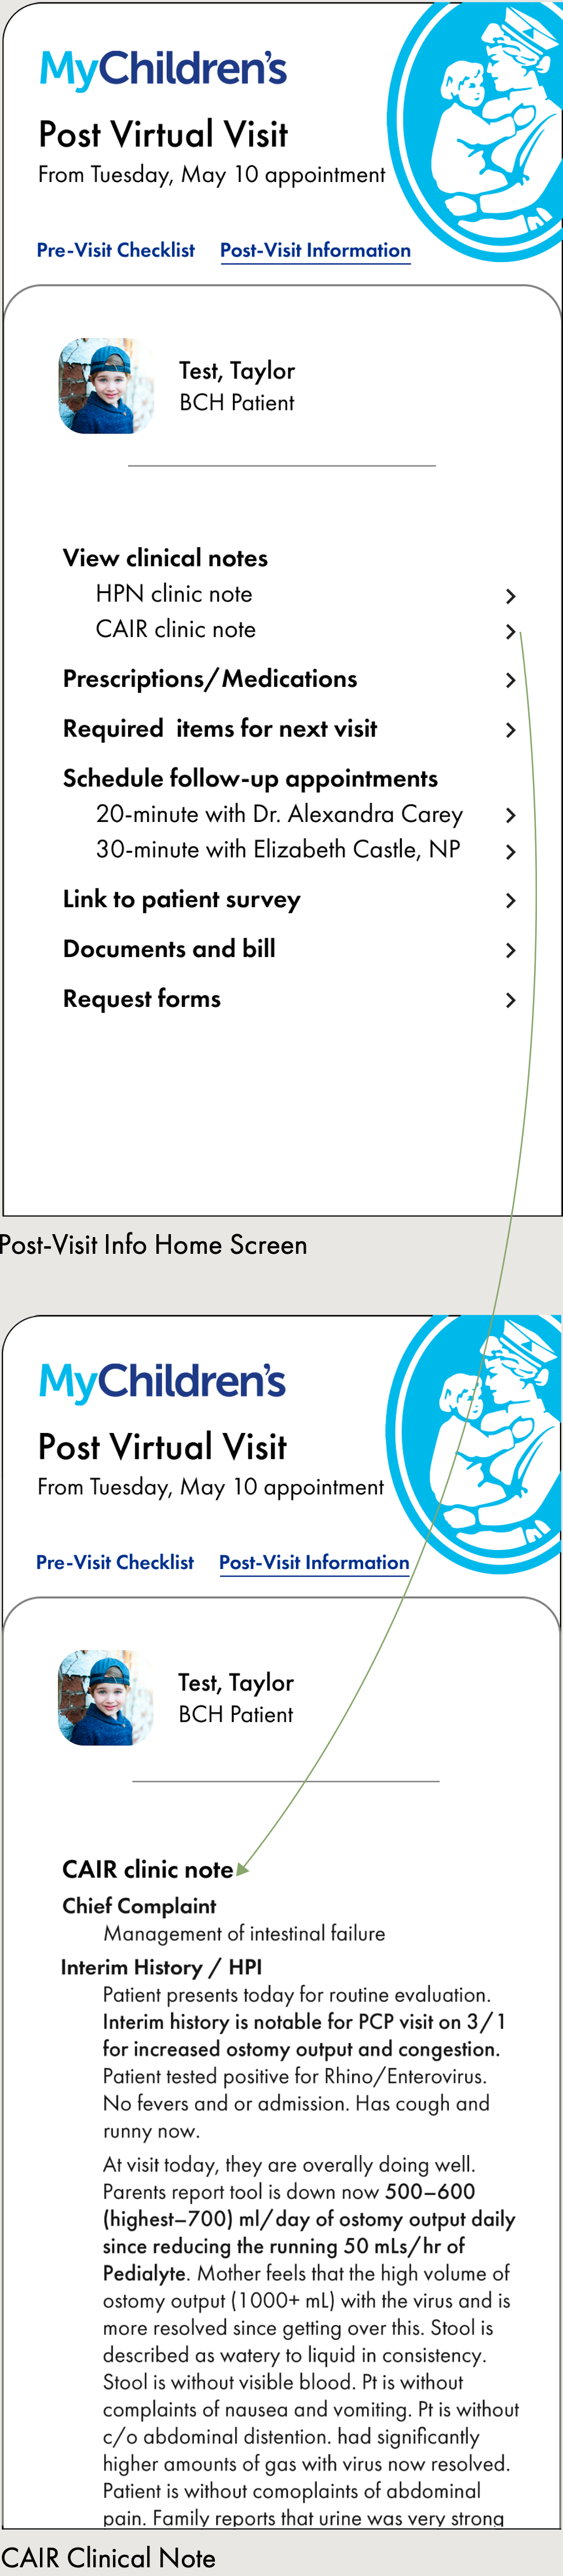 MyChildren's
Post Virtual Visit
From Tuesday, May 10 appointment
Pre-Visit Checklist Post-Visit Information
Test, Taylor
BCH Patient
View clinical notes
HPN clinic note
CAIR clinic note
Prescriptions/Medications
Required items for next visit
Schedule follow-up appointments
20-minute with Dr. Alexandra Carey
30-minute with Elizabeth Castle, NP
Link to patient survey
Documents and bill
Request forms
Post-Visit Info Home Screen
MyChildren's
Post Virtual Visit
From Tuesday, May 10 appointment
Pre-Visit Checklist Post-Visit Information
Test, Taylor
BCH Patient
CAIR clinic note
Chief Complaint
Management of intestinal failure
Interim History / HPI
Patient presents today for routine evaluation.
Interim history is notable for PCP visit on 3/1
for increased ostomy output and congestion.
Patient tested positive for Rhino/Enterovirus.
No fevers and or admission. Has cough and
runny now.
At visit today, they are overally doing well.
Parents report tool is down now 500–600
(highest–700) ml/day of ostomy output daily
since reducing the running 50 mLs/hr of
Pedialyte. Mother feels that the high volume of
ostomy output (1000+ mL) with the virus and is
more resolved since getting over this. Stool is
described as watery to liquid in consistency.
Stool is without visible blood. Pt is without
complaints of nausea and vomiting. Pt is without
c/o abdominal distention. had significantly
higher amounts of gas with virus now resolved.
Patient is without comoplaints of abdominal
pain. Family reports that urine was very strong
CAIR Clinical Note